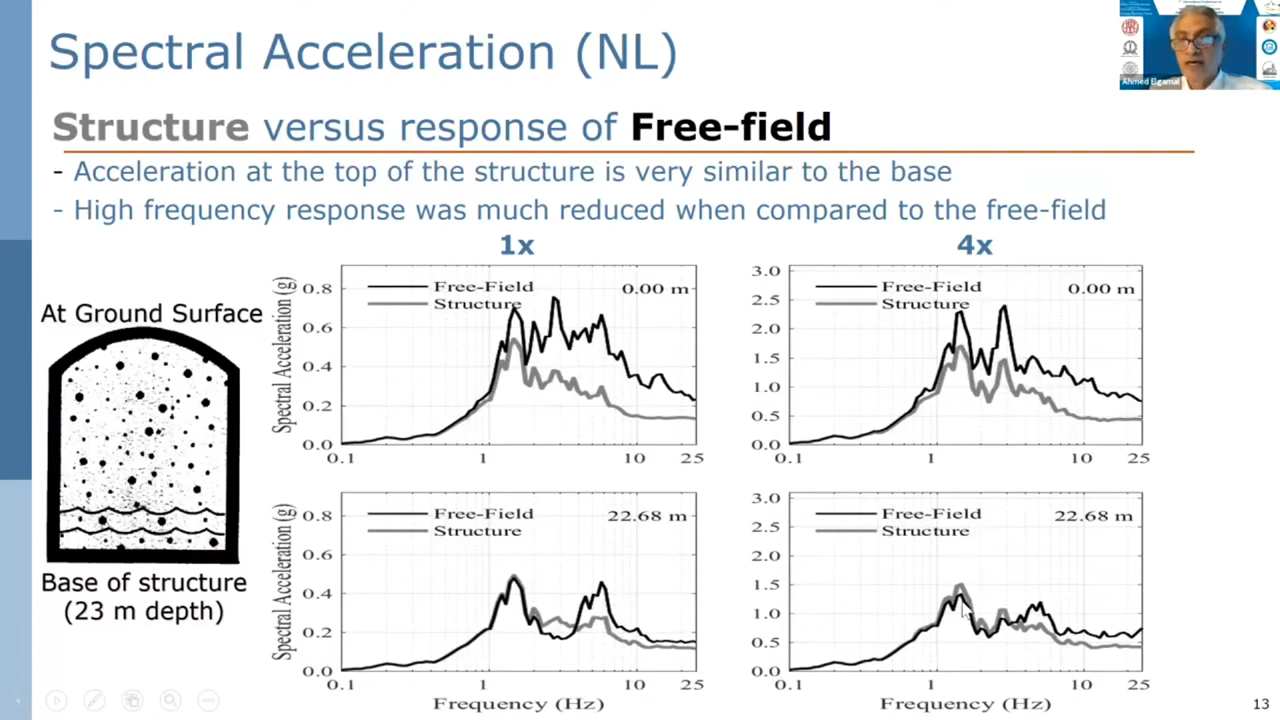 Spectral Acceleration (NL)
Ahmed Elgamal
Structure versus response of Free-field
- Acceleration at the top of the structure is very similar to the base
- High frequency response was much reduced when compared to the free-field
1x
4x
At Ground Surface
Base of structure
(23 m depth)
Spectral Acceleration (g)
0.8
0.6
0.4
0.2
0.0
Free-Field
Structure
0.00 m
0.1
1
10
25
3.0
2.5
2.0
1.5
1.0
0.5
0.0
Free-Field
Structure
0.00 m
0.1
1
10
25
Spectral Acceleration (g)
0.8
0.6
0.4
0.2
0.0
Free-Field
Structure
22.68 m
0.1
1
10
25
Frequency (Hz)
3.0
2.5
2.0
1.5
1.0
0.5
0.0
Free-Field
Structure
22.68 m
0.1
1
10
25
Frequency (Hz)
13